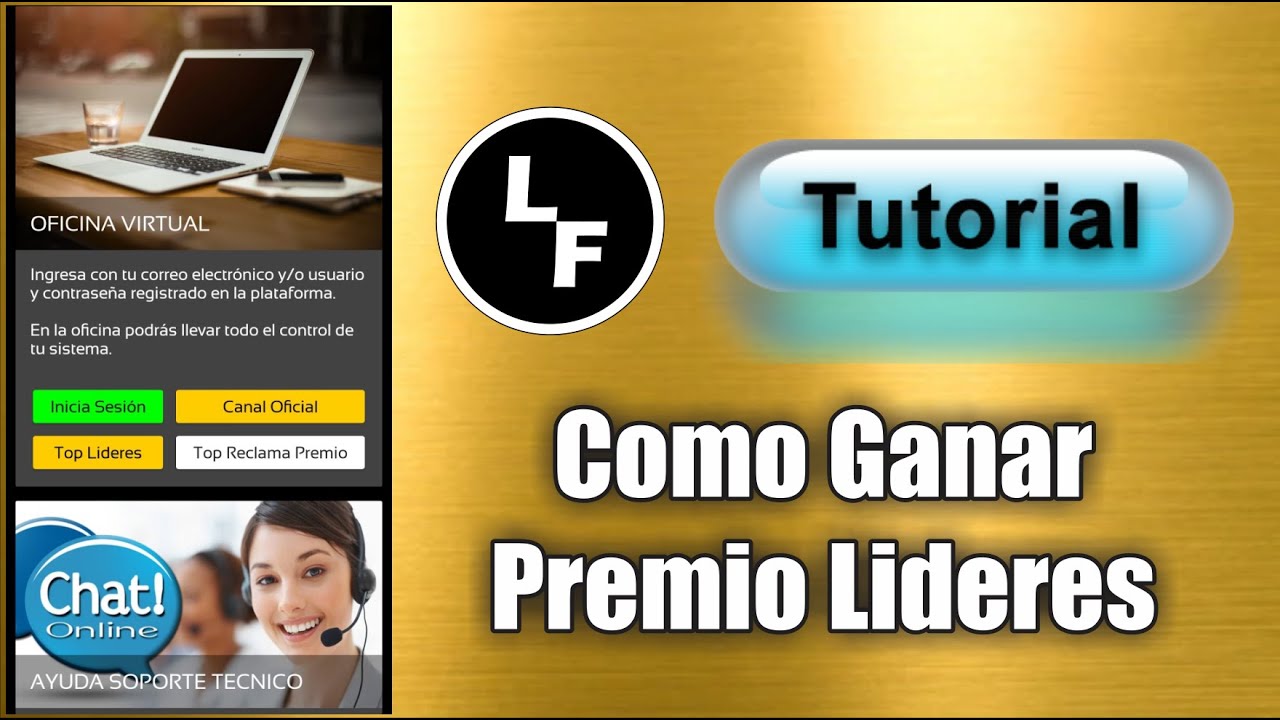 OFICINA VIRTUAL
Ingresa con tu correo electrónico y/o usuario
y contraseña registrado en la plataforma.
En la oficina podrás llevar todo el control de
tu sistema.
Inicia Sesión
Canal Oficial
Top Lideres
Top Reclama Premio
Chat!
Online
AYUDA SOPORTE TECNICO
LF
Tutorial
Como Ganar
Premio Lideres